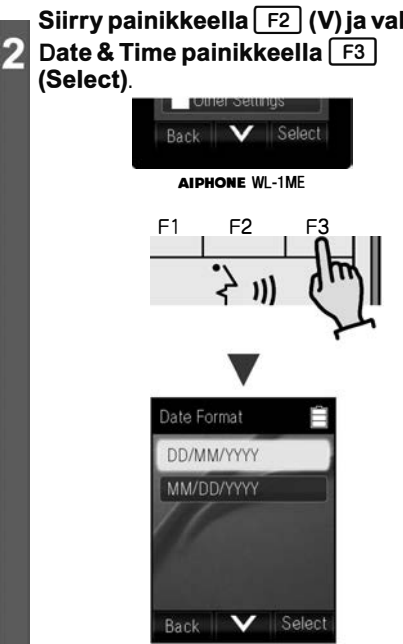 2
Siirry painikkeella F2 (V) ja val
Date & Time painikkeella F3
(Select).
Other Settings
Back Select
AIPHONE WL-1ME
F1 F2 F3
Date Format
DD/MM/YYYY
MM/DD/YYYY
Back Select